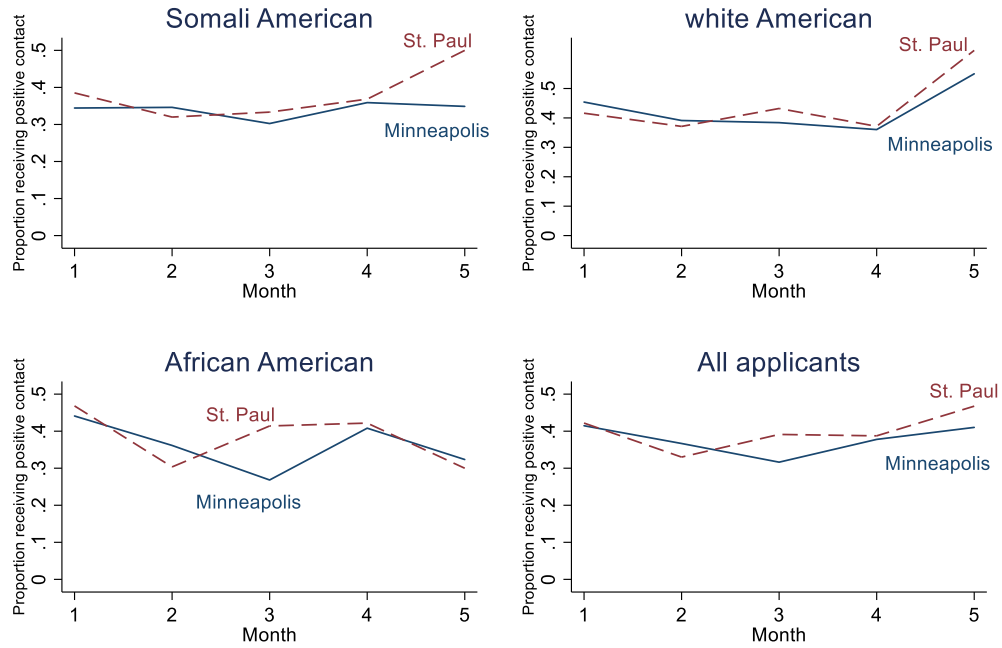 Somali American
Proportion receiving positive contact
.5
.4
.3
.2
.1
0
St. Paul
Minneapolis
1 2 3 4 5
Month
white American
Proportion receiving positive contact
.5
.4
.3
.2
.1
0
St. Paul
Minneapolis
1 2 3 4 5
Month
African American
Proportion receiving positive contact
.5
.4
.3
.2
.1
0
St. Paul
Minneapolis
1 2 3 4 5
Month
All applicants
Proportion receiving positive contact
.5
.4
.3
.2
.1
0
St. Paul
Minneapolis
1 2 3 4 5
Month